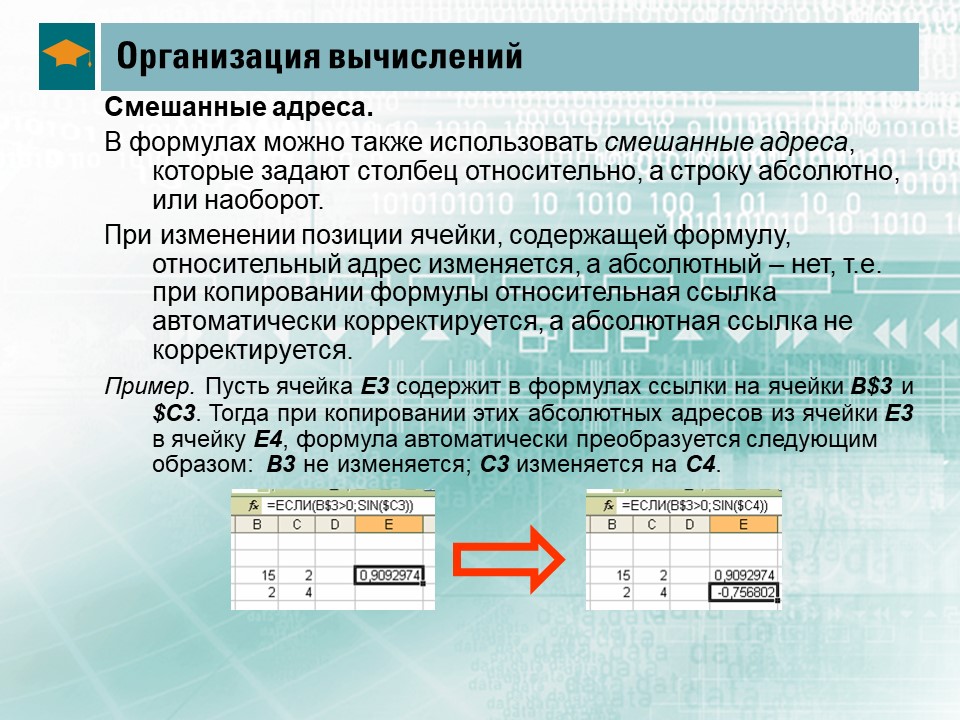 Организация вычислений
Смешанные адреса.
В формулах можно также использовать смешанные адреса,
которые задают столбец относительно, а строку абсолютно,
или наоборот.
При изменении позиции ячейки, содержащей формулу,
относительный адрес изменяется, а абсолютный – нет, т.е.
при копировании формулы относительная ссылка
автоматически корректируется, а абсолютная ссылка не
корректируется.
Пример. Пусть ячейка E3 содержит в формулах ссылки на ячейки B$3 и
$C3. Тогда при копировании этих абсолютных адресов из ячейки E3
в ячейку E4, формула автоматически преобразуется следующим
образом: B3 не изменяется; C3 изменяется на C4.
fx =ЕСЛИ(B$3>0;SIN($C3))
B C D E
15 2 0,9092974
2 4
fx =ЕСЛИ(B$3>0;SIN($C4))
B C D E
15 2 0,9092974
2 4 -0,756802